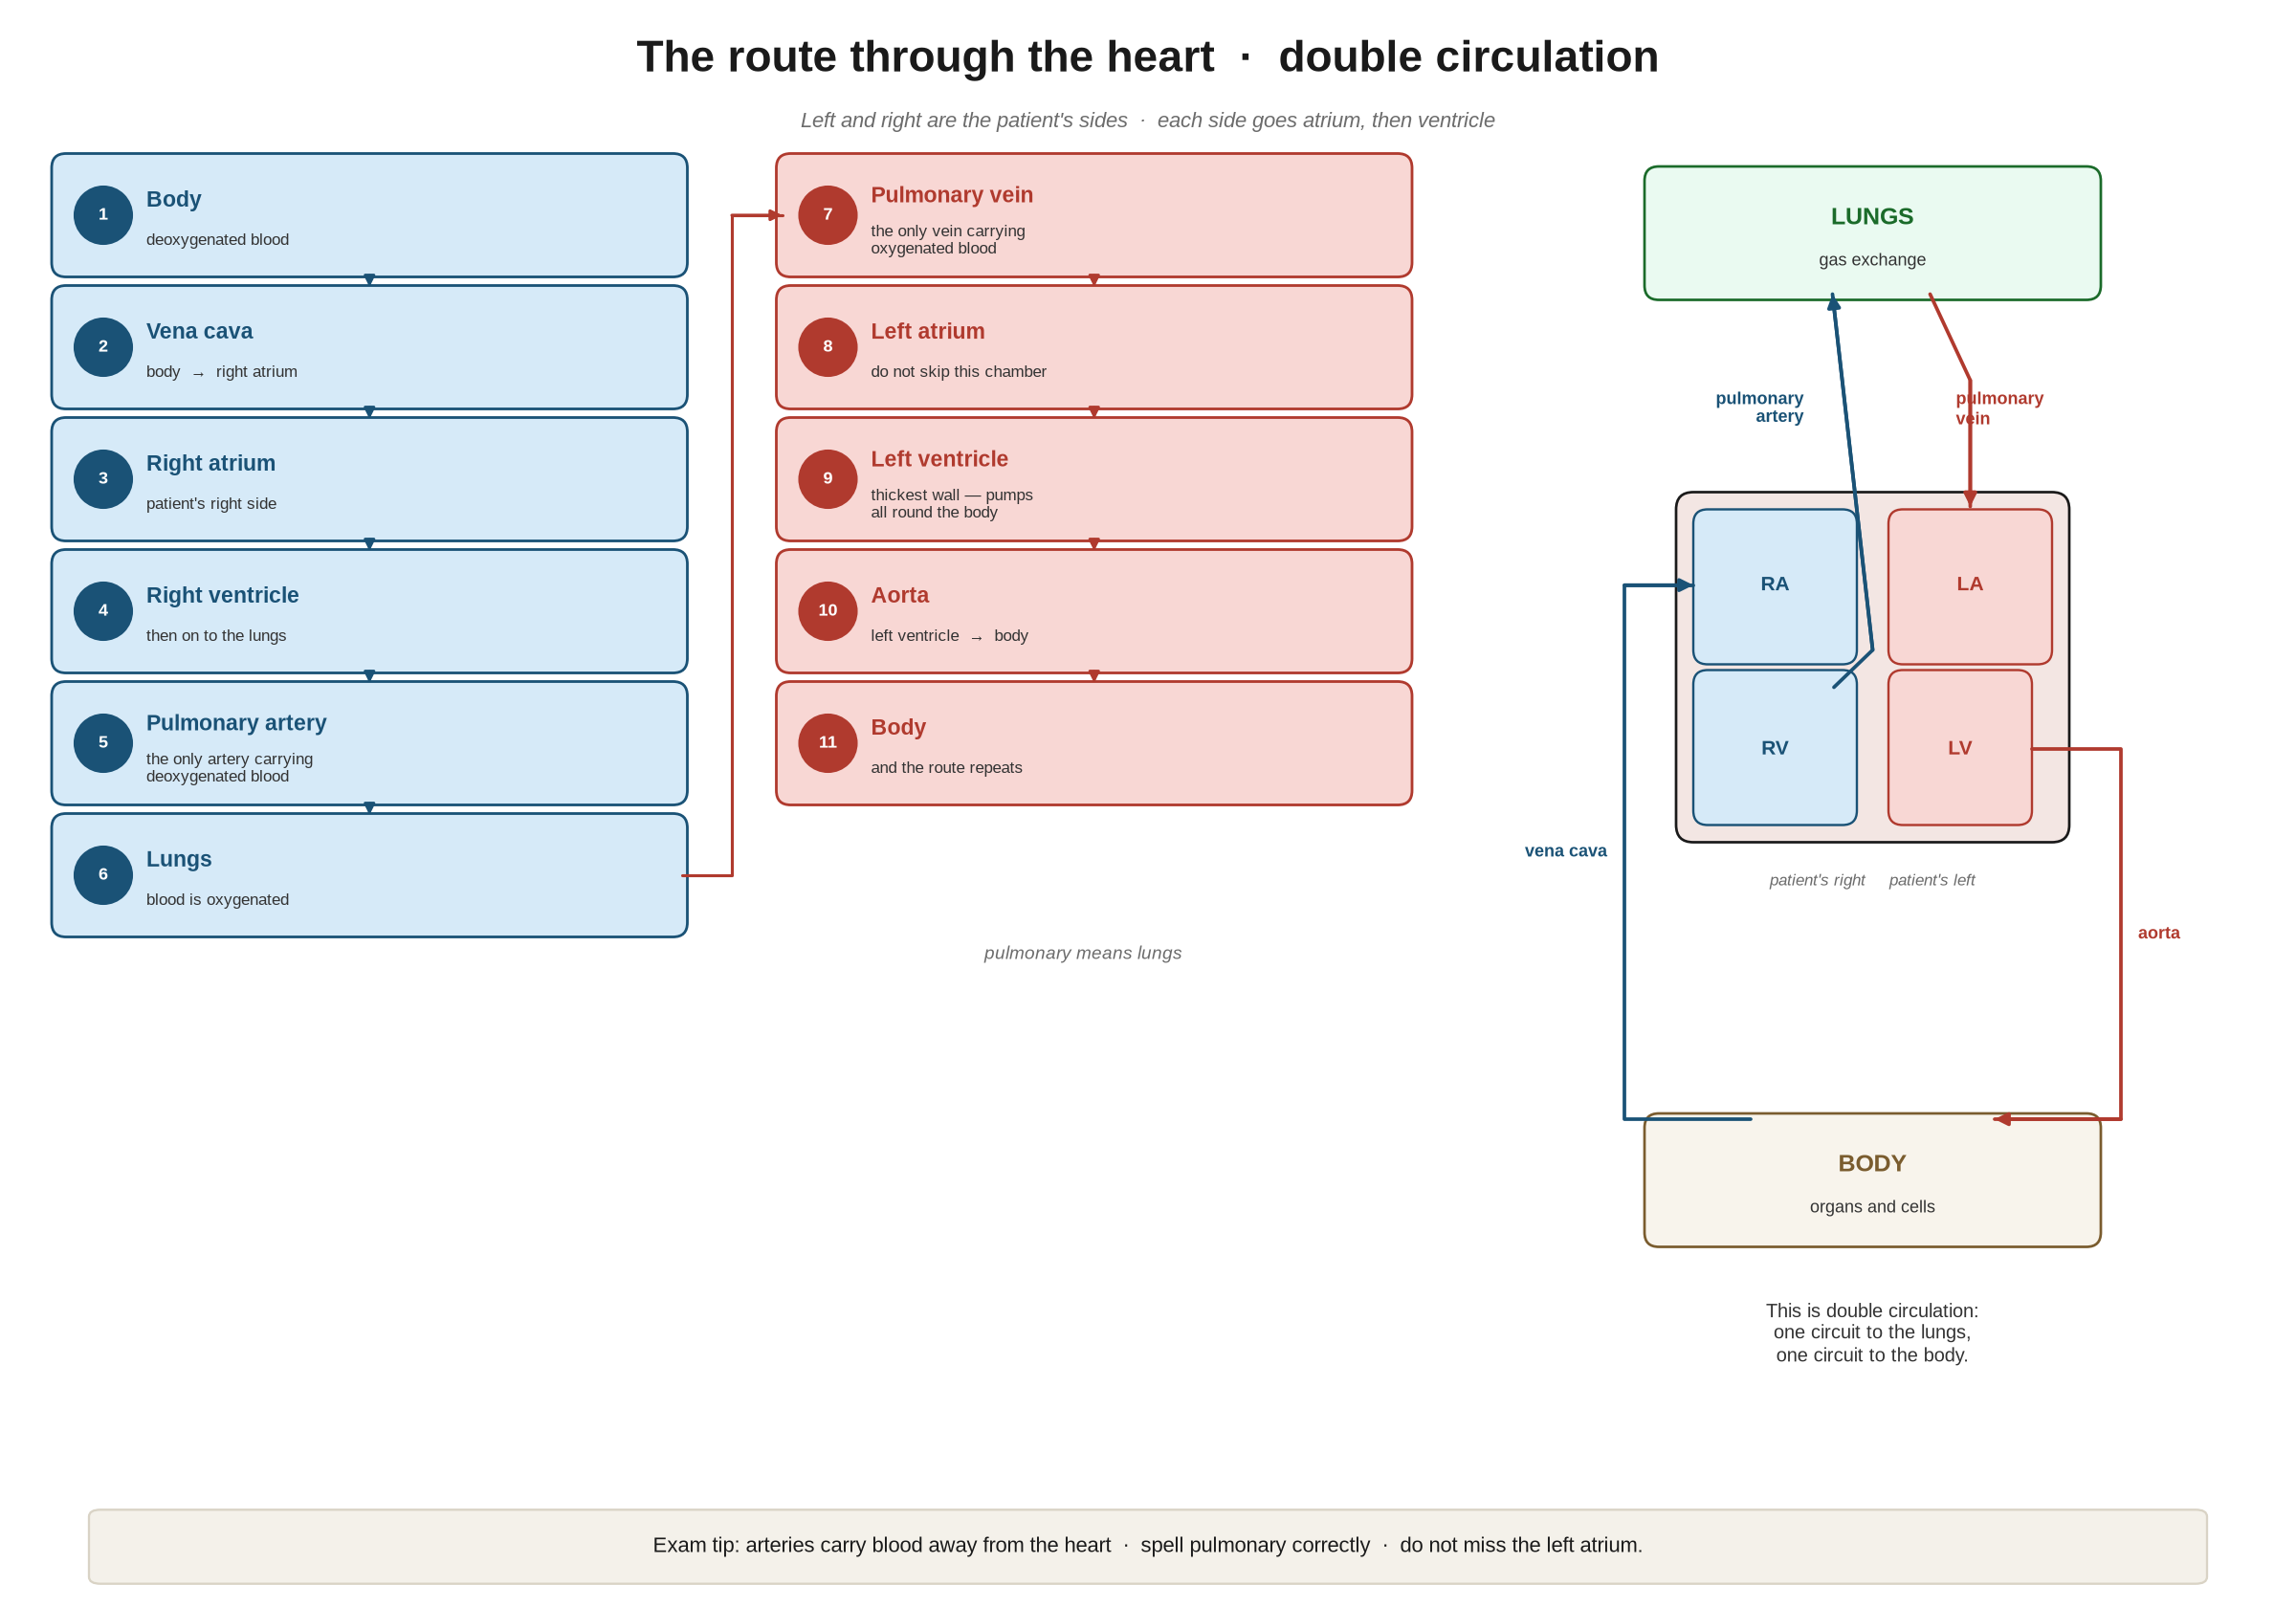 The route through the heart · double circulation
Left and right are the patient's sides · each side goes atrium, then ventricle
1
Body
deoxygenated blood
2
Vena cava
body → right atrium
3
Right atrium
patient's right side
4
Right ventricle
then on to the lungs
5
Pulmonary artery
the only artery carrying
deoxygenated blood
6
Lungs
blood is oxygenated
7
Pulmonary vein
the only vein carrying
oxygenated blood
8
Left atrium
do not skip this chamber
9
Left ventricle
thickest wall — pumps
all round the body
10
Aorta
left ventricle → body
11
Body
and the route repeats
pulmonary means lungs
LUNGS
gas exchange
pulmonary
artery
pulmonary
vein
RA
LA
RV
LV
vena cava
patient's right
patient's left
aorta
BODY
organs and cells
This is double circulation:
one circuit to the lungs,
one circuit to the body.
Exam tip: arteries carry blood away from the heart · spell pulmonary correctly · do not miss the left atrium.